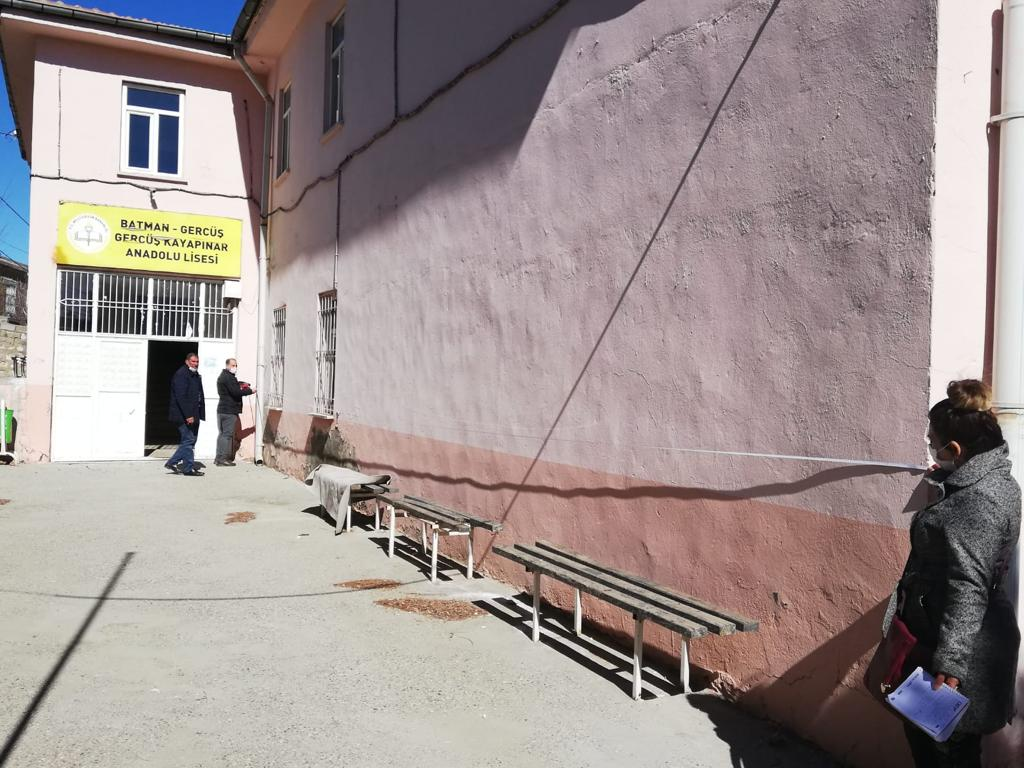 BATMAN - GERCÜŞ
GERCÜŞ KAYAPINAR
ANADOLU LİSESİ